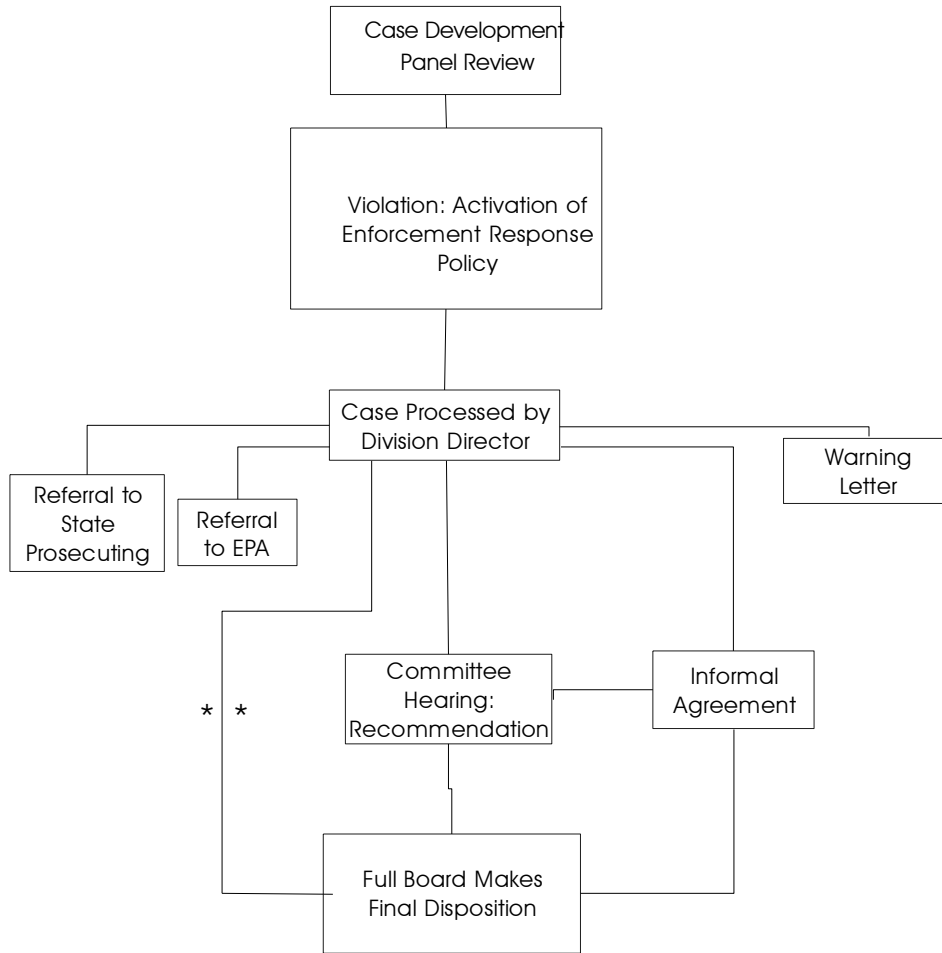 Case Development
Panel Review
Violation: Activation of
Enforcement Response
Policy
Case Processed by
Division Director
Referral to
State
Prosecuting
Referral
to EPA
Warning
Letter
Committee
Hearing:
Recommendation
Informal
Agreement
* *
Full Board Makes
Final Disposition